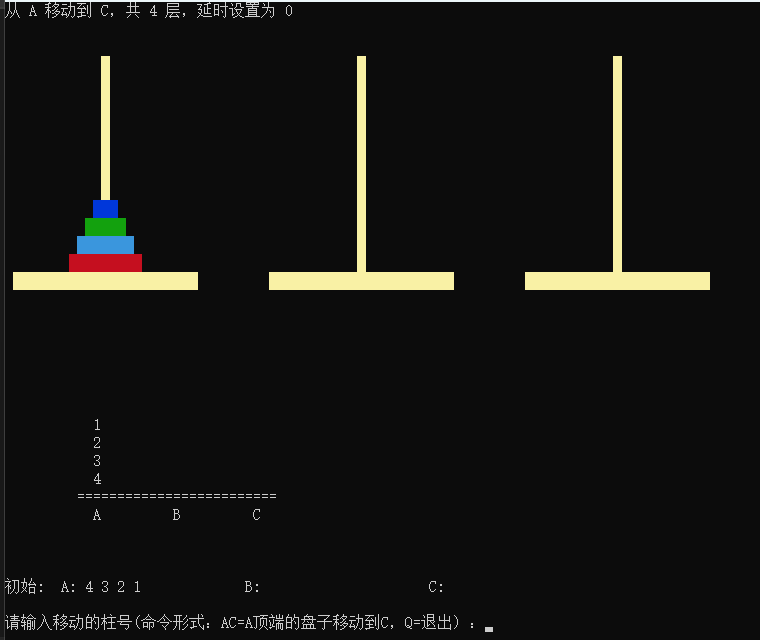 从 A 移动到 C, 共 4 层, 延时设置为 0
1
2
3
4
=========================
A B C
初始: A: 4 3 2 1 B: C:
请输入移动的柱号(命令形式: AC=A顶端的盘子移动到C, Q=退出) :